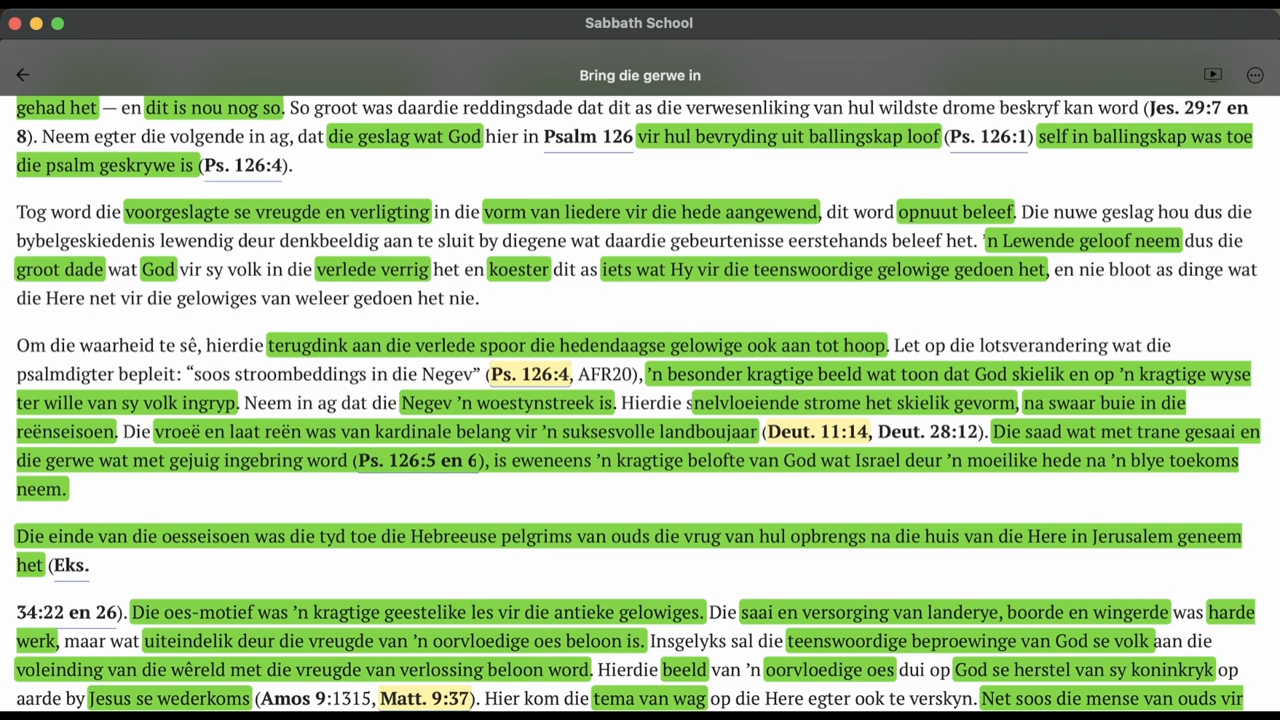 Sabbath School
Bring die gerwe in
gehad het — en dit is nou nog so. So groot was daardie reddingsdade dat dit as die verwesenliking van hul wildste drome beskryf kan word (Jes. 29:7 en
8). Neem egter die volgende in ag, dat die geslag wat God hier in Psalm 126 vir hul bevryding uit ballingskap loof (Ps. 126:1) self in ballingskap was toe
die psalm geskrywe is (Ps. 126:4).
Tog word die voorgeslagte se vreugde en verligting in die vorm van liedere vir die hede aangewend, dit word opnuut beleef. Die nuwe geslag hou dus die
bybelgeskiedenis lewendig deur denkbeeldig aan te sluit by diegene wat daardie gebeurtenisse eerstehands beleef het. ’n Lewende geloof neem dus die
groot dade wat God vir sy volk in die verlede verrig het en koester dit as iets wat Hy vir die teenswoordige gelowige gedoen het, en nie bloot as dinge wat
die Here net vir die gelowiges van weleer gedoen het nie.
Om die waarheid te sê, hierdie terugdink aan die verlede spoor die hedendaagse gelowige ook aan tot hoop. Let op die lotsverandering wat die
psalmdigter bepleit: “soos stroombeddings in die Negev” (Ps. 126:4, AFR20), ’n besonder kragtige beeld wat toon dat God skielik en op ’n kragtige wyse
ter wille van sy volk ingryp. Neem in ag dat die Negev ’n woestynstreek is. Hierdie snelvloeiende strome het skielik gevorm, na swaar buie in die
reënseisoen. Die vroeë en laat reën was van kardinale belang vir ’n suksesvolle landboujaar (Deut. 11:14, Deut. 28:12). Die saad wat met trane gesaai en
die gerwe wat met gejuig ingebring word (Ps. 126:5 en 6), is eweneens ’n kragtige belofte van God wat Israel deur ’n moeilike hede na ’n blye toekoms
neem.
Die einde van die oesseisoen was die tyd toe die Hebreeuse pelgrims van ouds die vrug van hul opbrengs na die huis van die Here in Jerusalem geneem
het (Eks.
34:22 en 26). Die oes-motief was ’n kragtige geestelike les vir die antieke gelowiges. Die saai en versorging van landerye, boorde en wingerde was harde
werk, maar wat uiteindelik deur die vreugde van ’n oorvloedige oes beloon is. Insgelyks sal die teenswoordige beproewinge van God se volk aan die
voleinding van die wêreld met die vreugde van verlossing beloon word. Hierdie beeld van ’n oorvloedige oes dui op God se herstel van sy koninkryk op
aarde by Jesus se wederkoms (Amos 9:1315, Matt. 9:37). Hier kom die tema van wag op die Here egter ook te verskyn. Net soos die mense van ouds vir